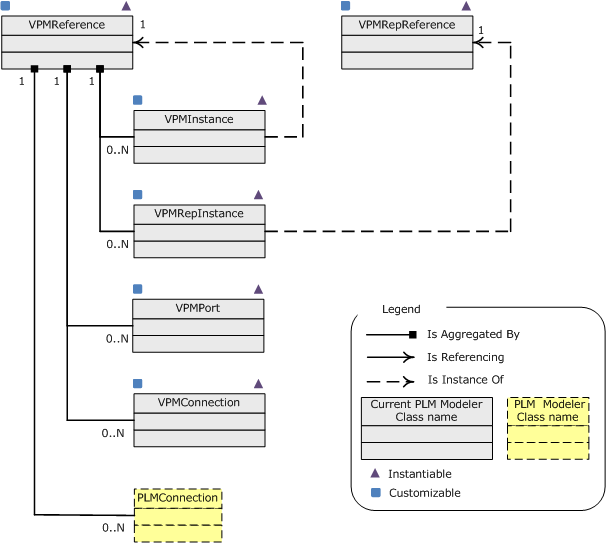 VPMReference
VPMRepReference
1
1
1
1
1
VPMInstance
0..N
VPMRepInstance
0..N
VPMPort
0..N
VPMConnection
0..N
PLMConnection
0..N
Legend
Is Aggregated By
Is Referencing
Is Instance Of
Current PLM Modeler
Class name
PLM Modeler
Class name
Instantiable
Customizable